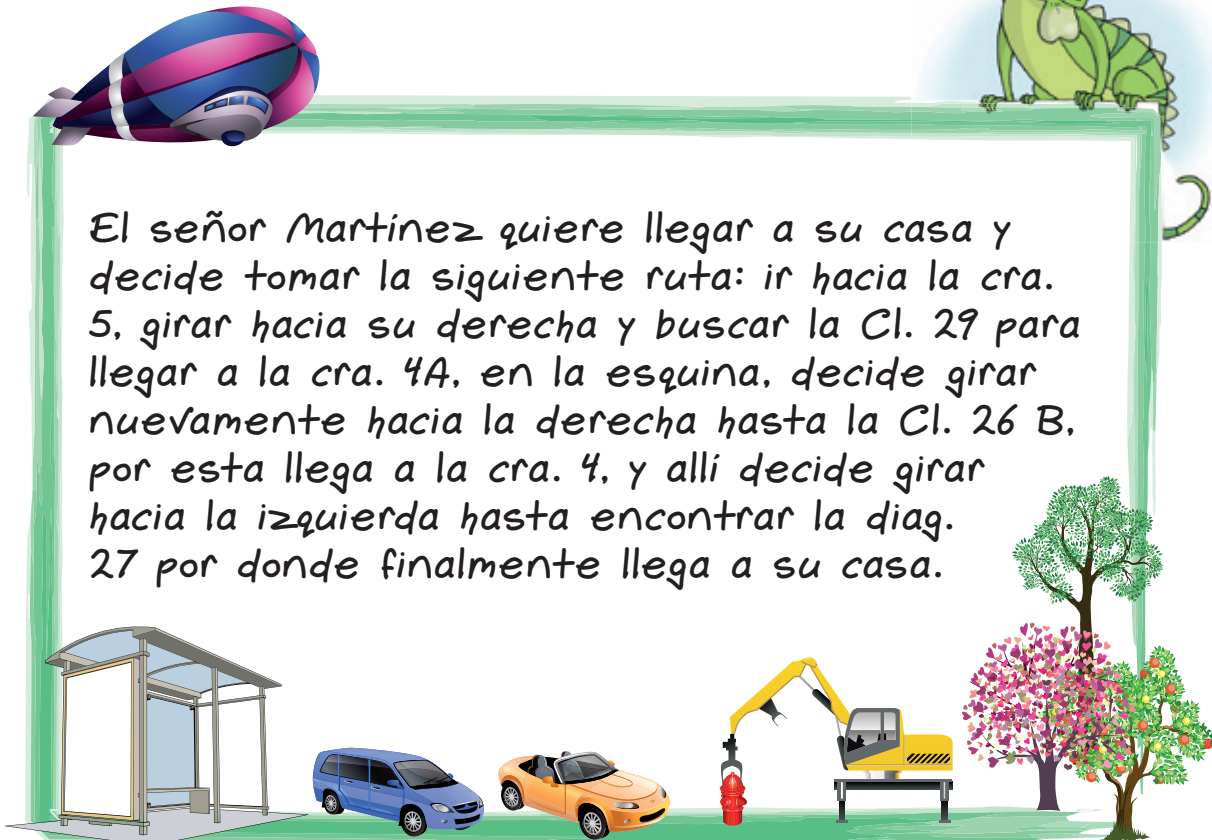 El señor Martínez quiere llegar a su casa y
decide tomar la siguiente ruta: ir hacia la cra.
5, girar hacia su derecha y buscar la Cl. 29 para
llegar a la cra. 4A, en la esquina, decide girar
nuevamente hacia la derecha hasta la Cl. 26 B,
por esta llega a la cra. 4, y allí decide girar
hacia la izquierda hasta encontrar la diag.
27 por donde finalmente llega a su casa.